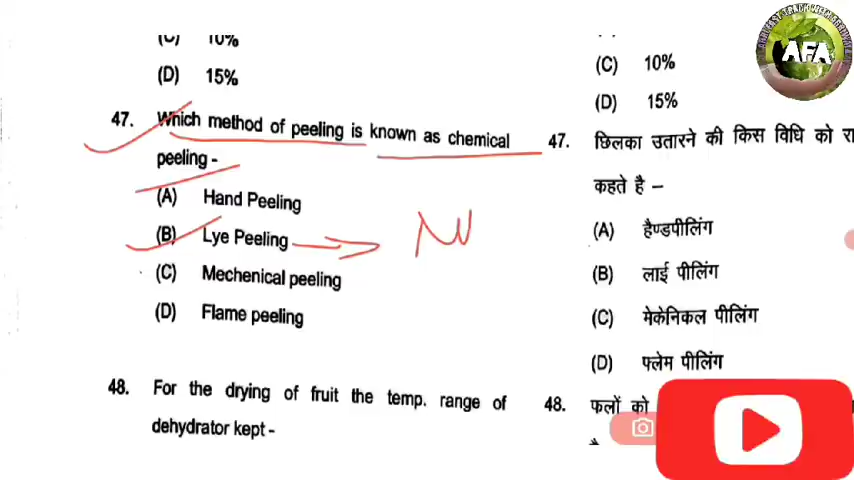 10%
(D) 15%
47. Which method of peeling is known as chemical
peeling -
(A) Hand Peeling
(B) Lye Peeling
(C) Mechenical peeling
(D) Flame peeling
48. For the drying of fruit the temp. range of
dehydrator kept -
(C) 10%
(D) 15%
47. छिलका उतारने की किस विधि को
कहते है –
(A) हैण्डपीलिंग
(B) लाई पीलिंग
(C) मेकेनिकल पीलिंग
(D) फ्लेम पीलिंग
48. फलों को
AFA